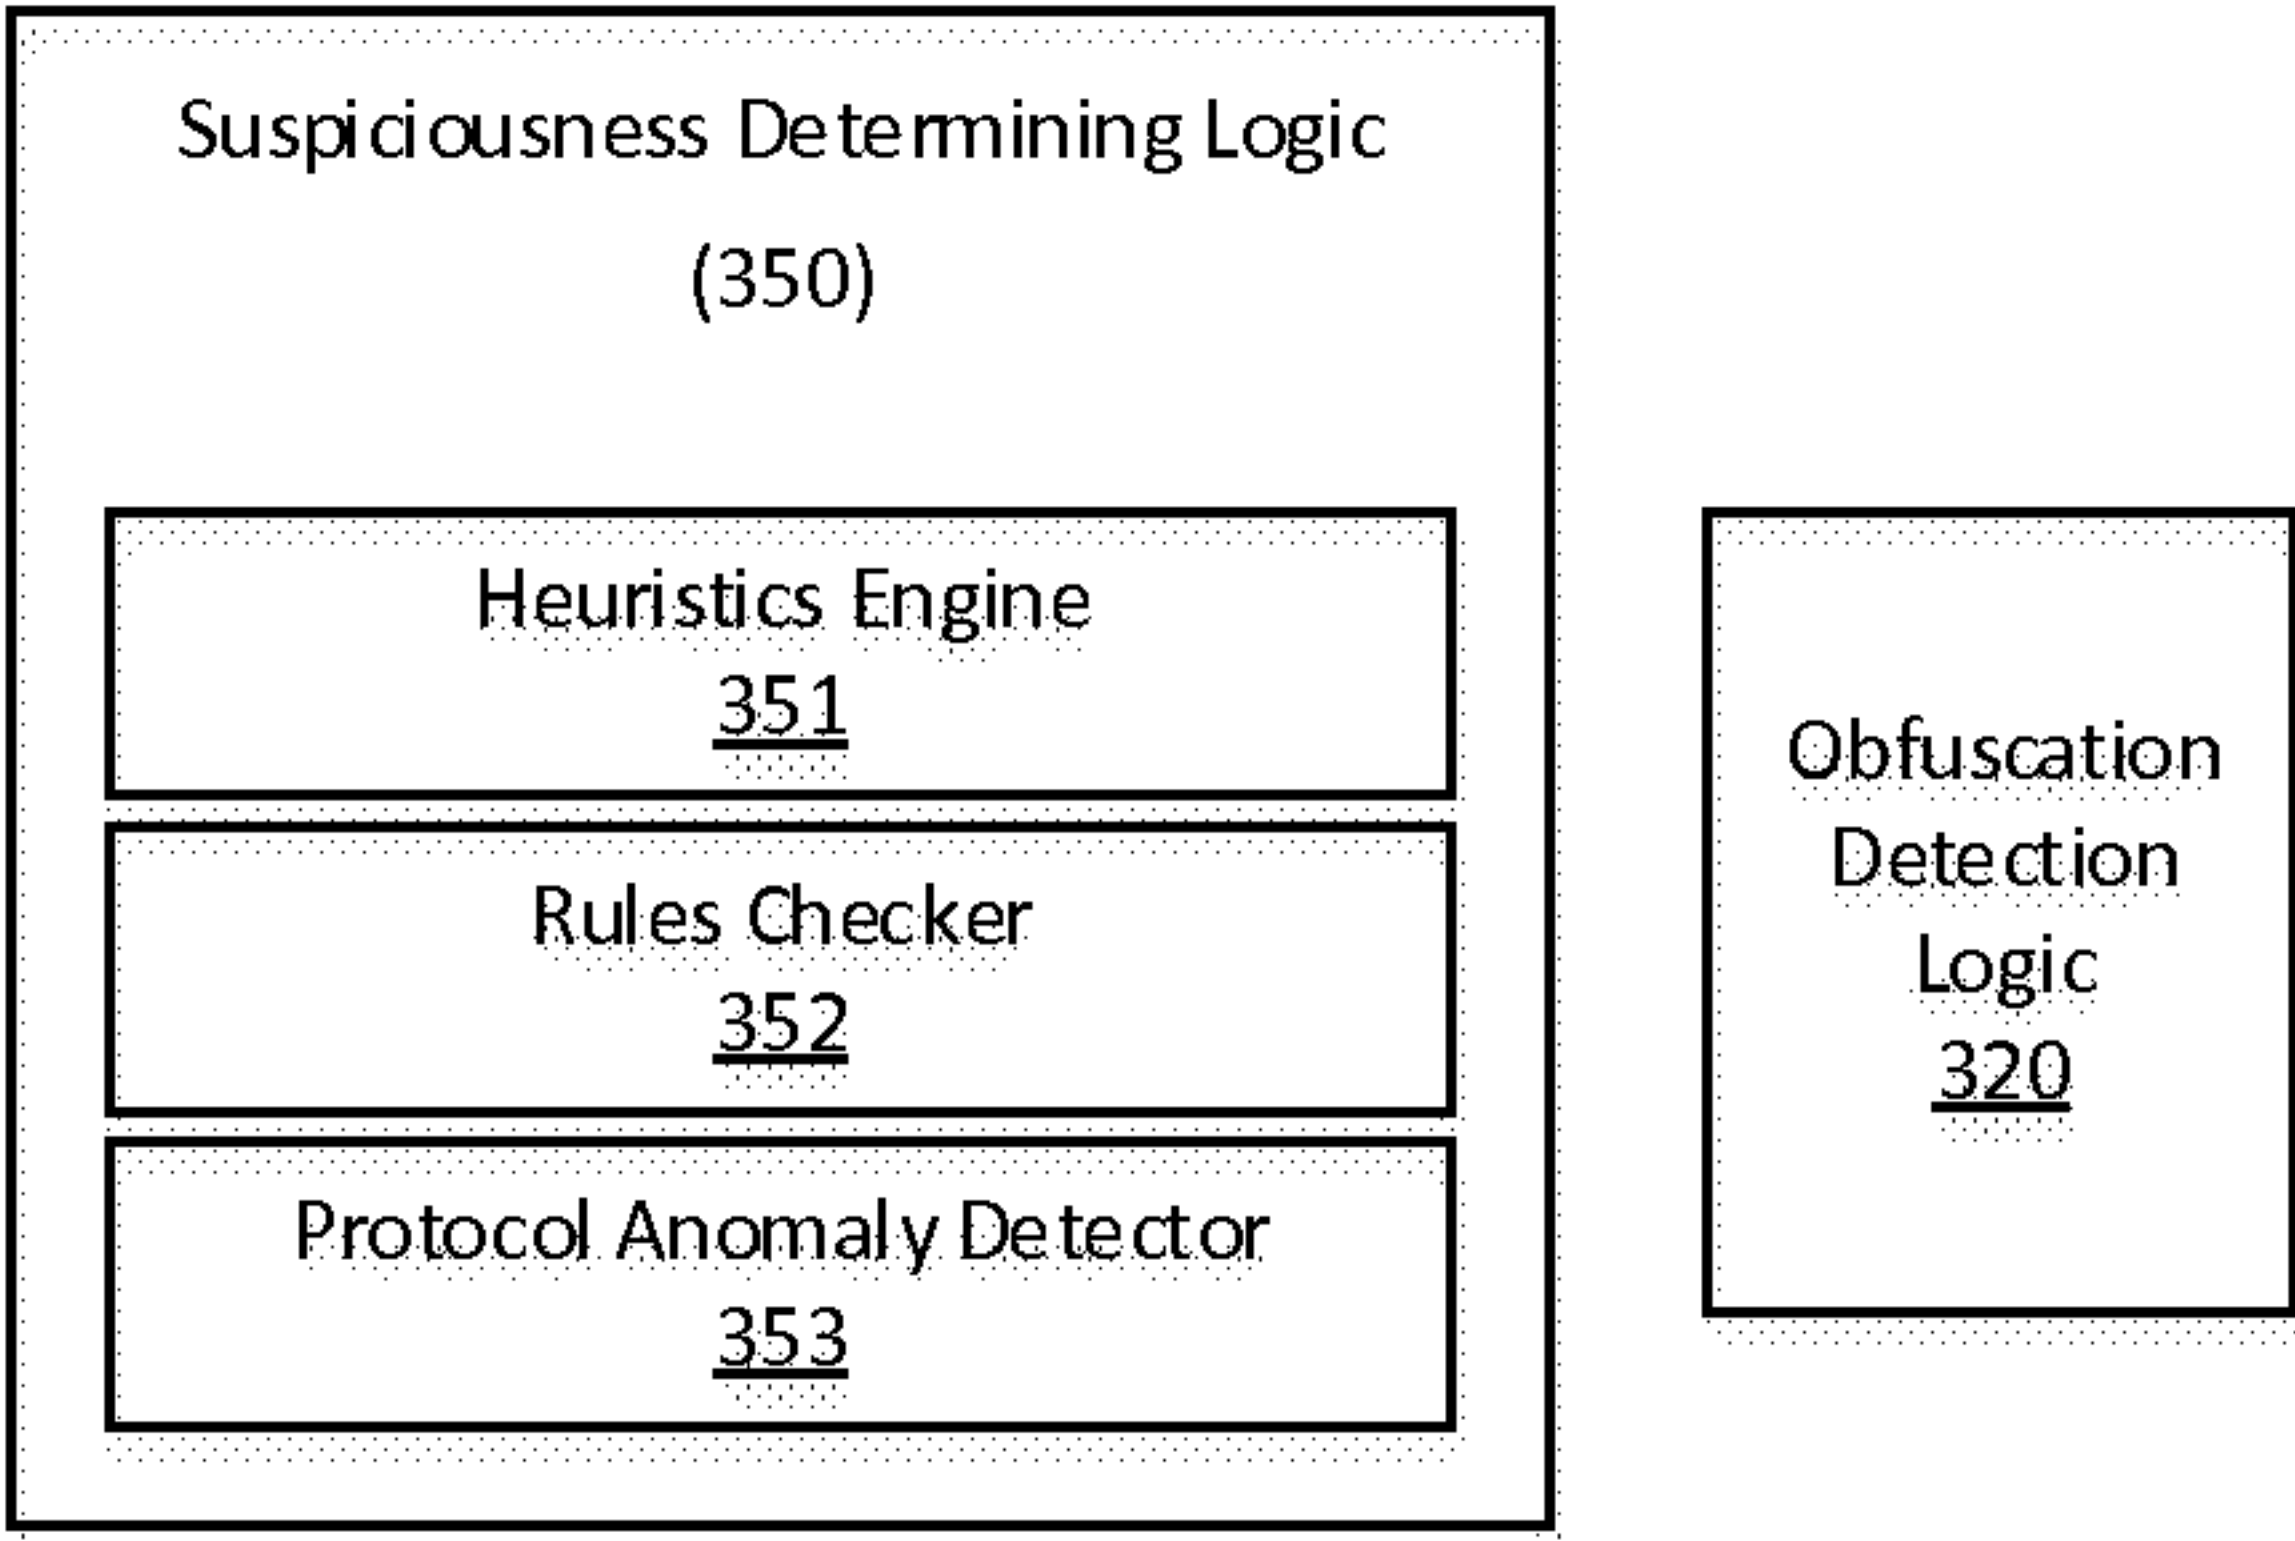 Suspiciousness Determining Logic
(350)
Heuristics Engine
351
Rules Checker
352
Protocol Anomaly Detector
353
Obfuscation
Detection
Logic
320